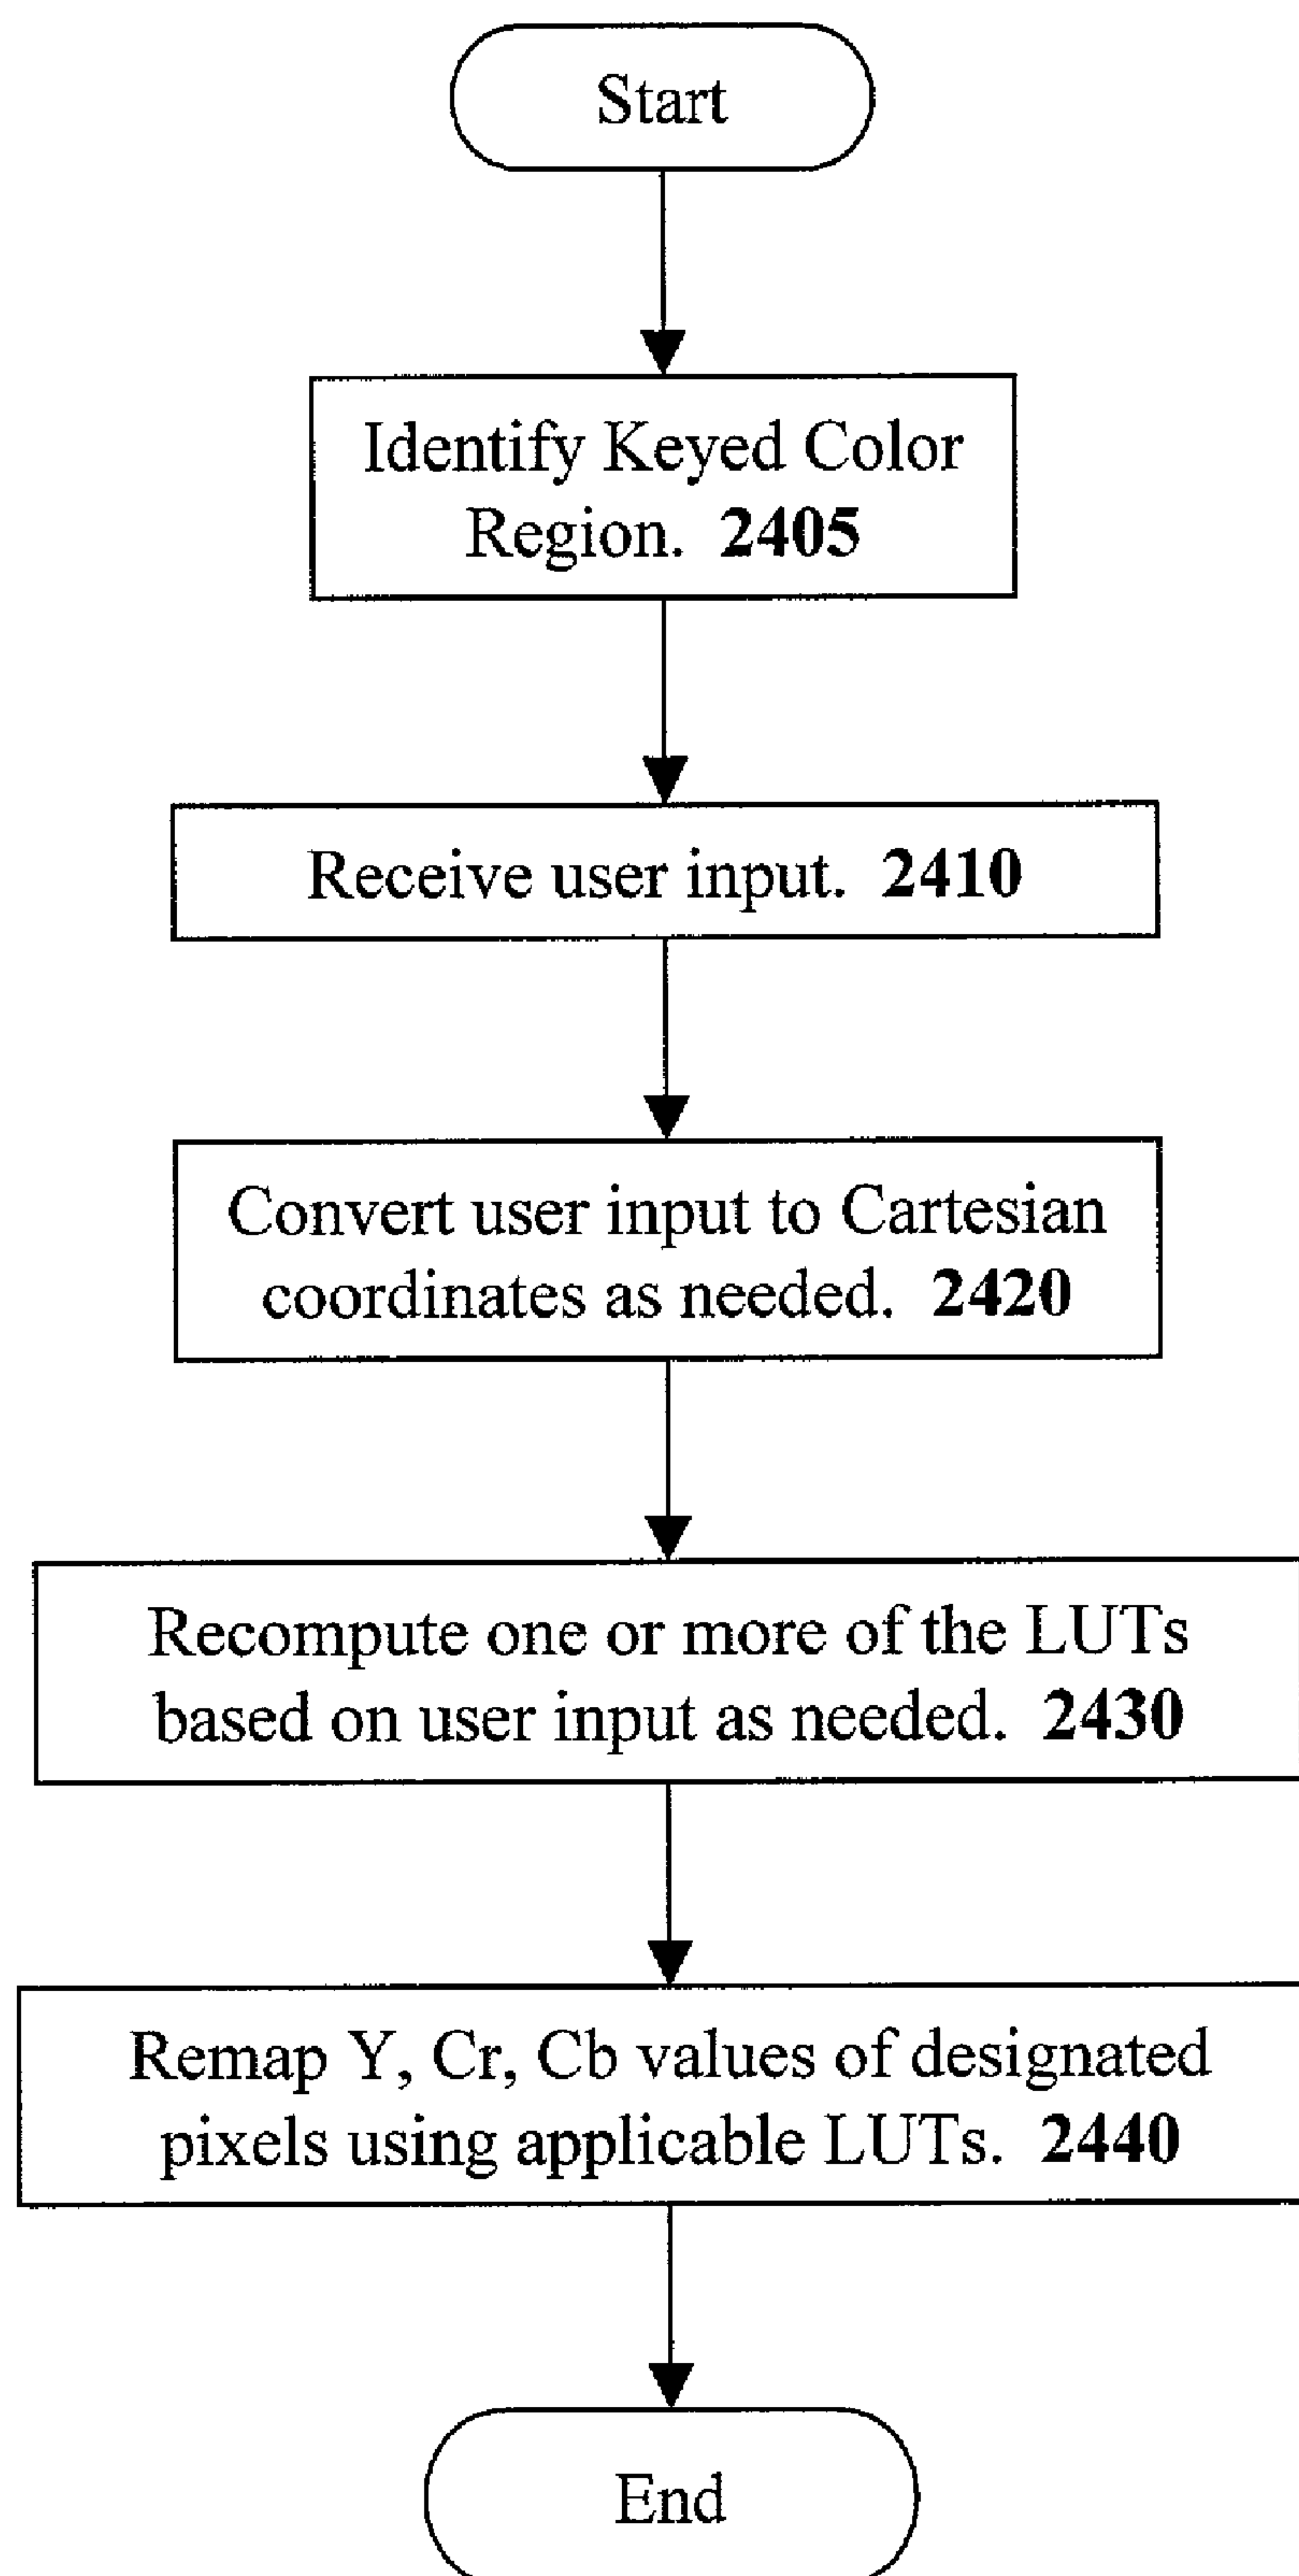 Start
Identify Keyed Color
Region. 2405
Receive user input. 2410
Convert user input to Cartesian
coordinates as needed. 2420
Recompute one or more of the LUTs
based on user input as needed. 2430
Remap Y, Cr, Cb values of designated
pixels using applicable LUTs. 2440
End